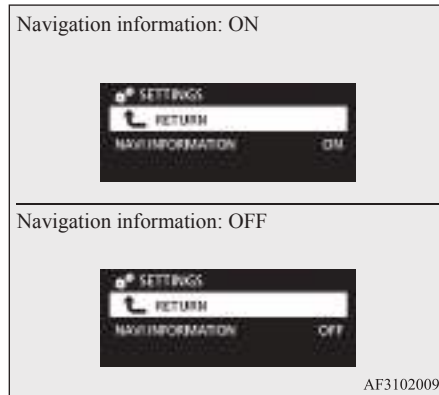 Navigation information: ON
SETTINGS
RETURN
NAVI INFORMATION ON
Navigation information: OFF
SETTINGS
RETURN
NAVI INFORMATION OFF
AF3102009